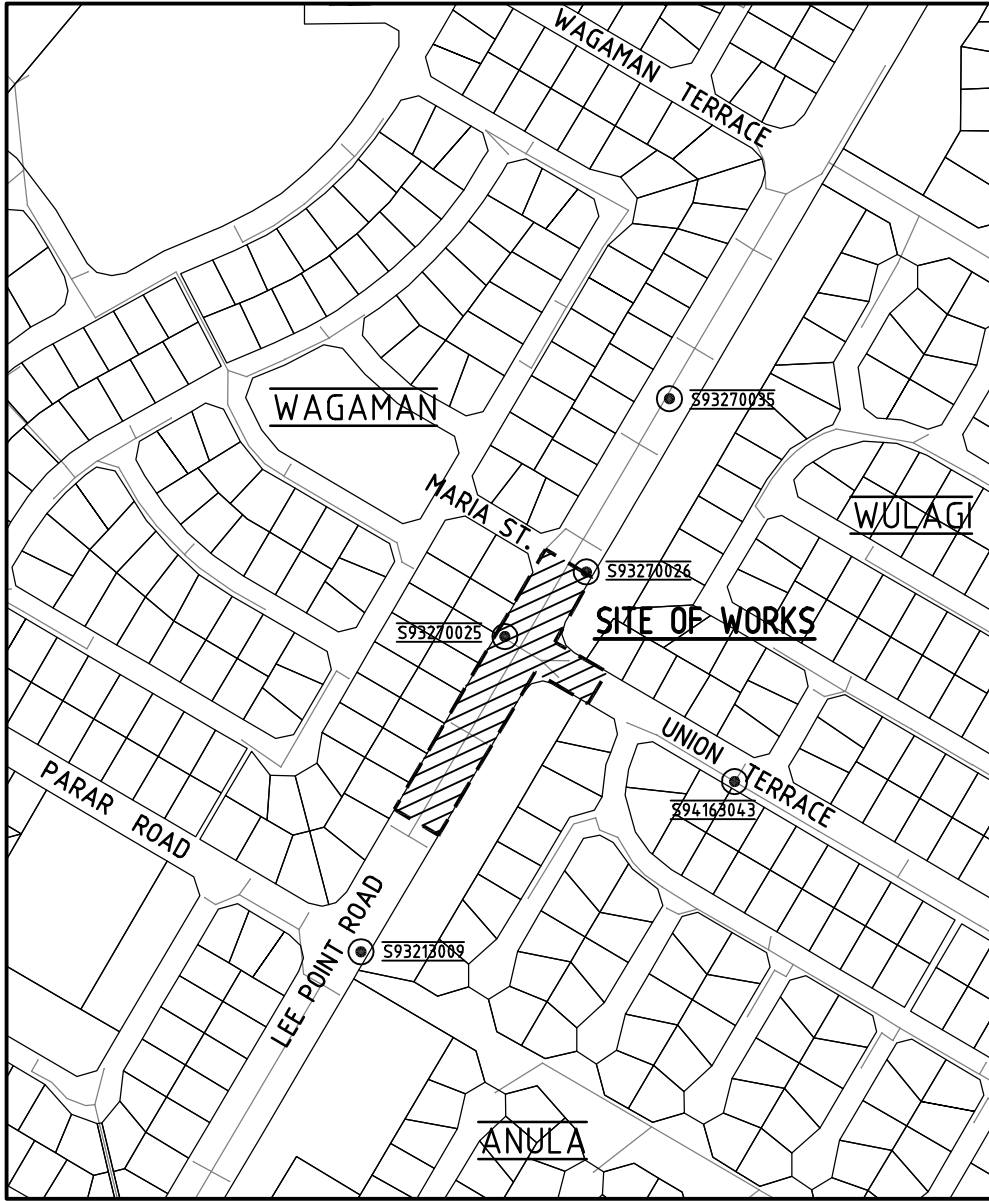 WAGAMAN TERRACE
S93270035
WAGAMAN
MARIA ST.
WULAGI
S93270026
SITE OF WORKS
S93270025
UNION TERRACE
PARAR ROAD
S94163043
LEE POINT ROAD
S93213009
ANULA